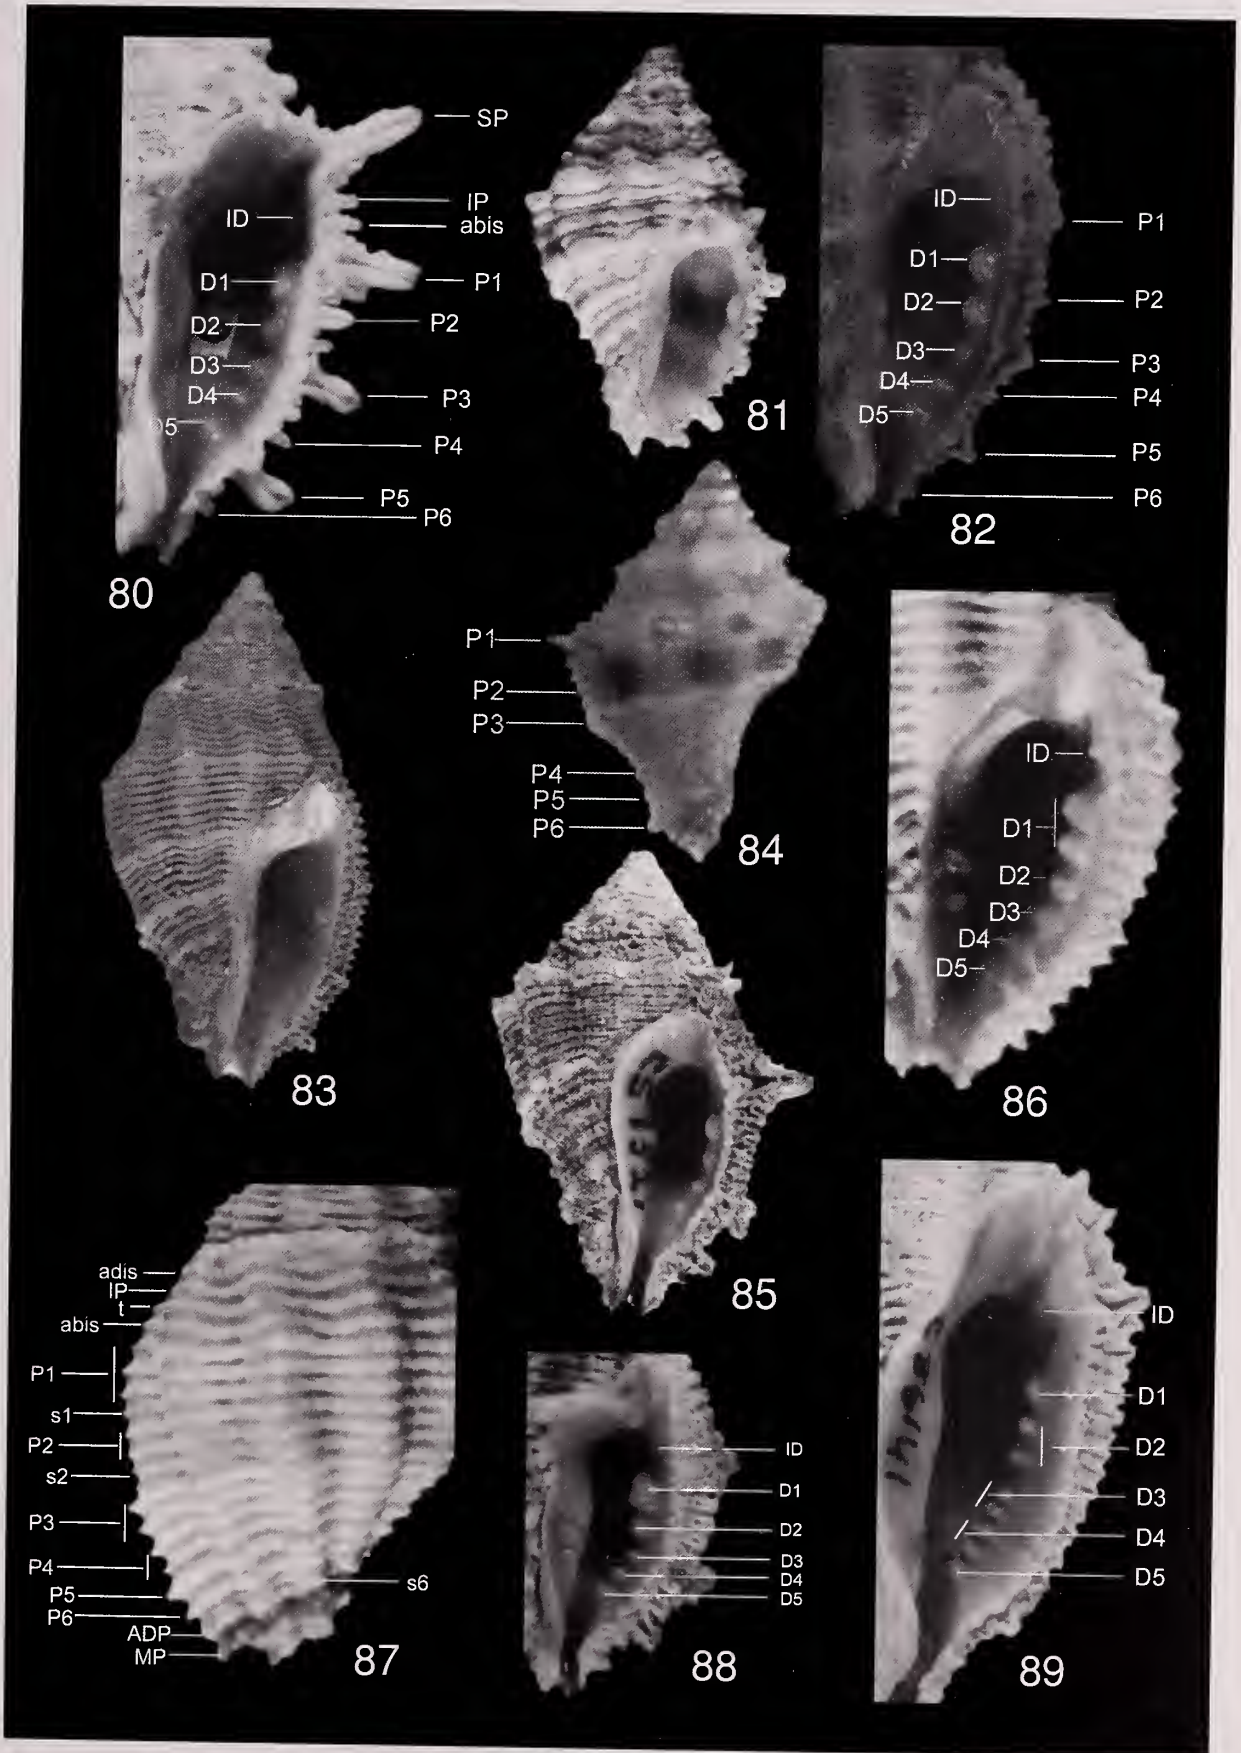 SP
IP
abis
ID
D1
P1
D2
P2
D3
D4
P3
D5
P4
P5
P6
80
81
ID
P1
D1
D2
P2
D3
P3
D4
P4
D5
P5
P6
82
83
P1
P2
P3
P4
P5
P6
84
85
ID
D1
D2
D3
D4
D5
86
adis
IP
t
abis
P1
s1
P2
s2
P3
P4
P5
P6
ADP
MP
s6
87
ID
D1
D2
D3
D4
D5
88
ID
D1
D2
D3
D4
D5
89